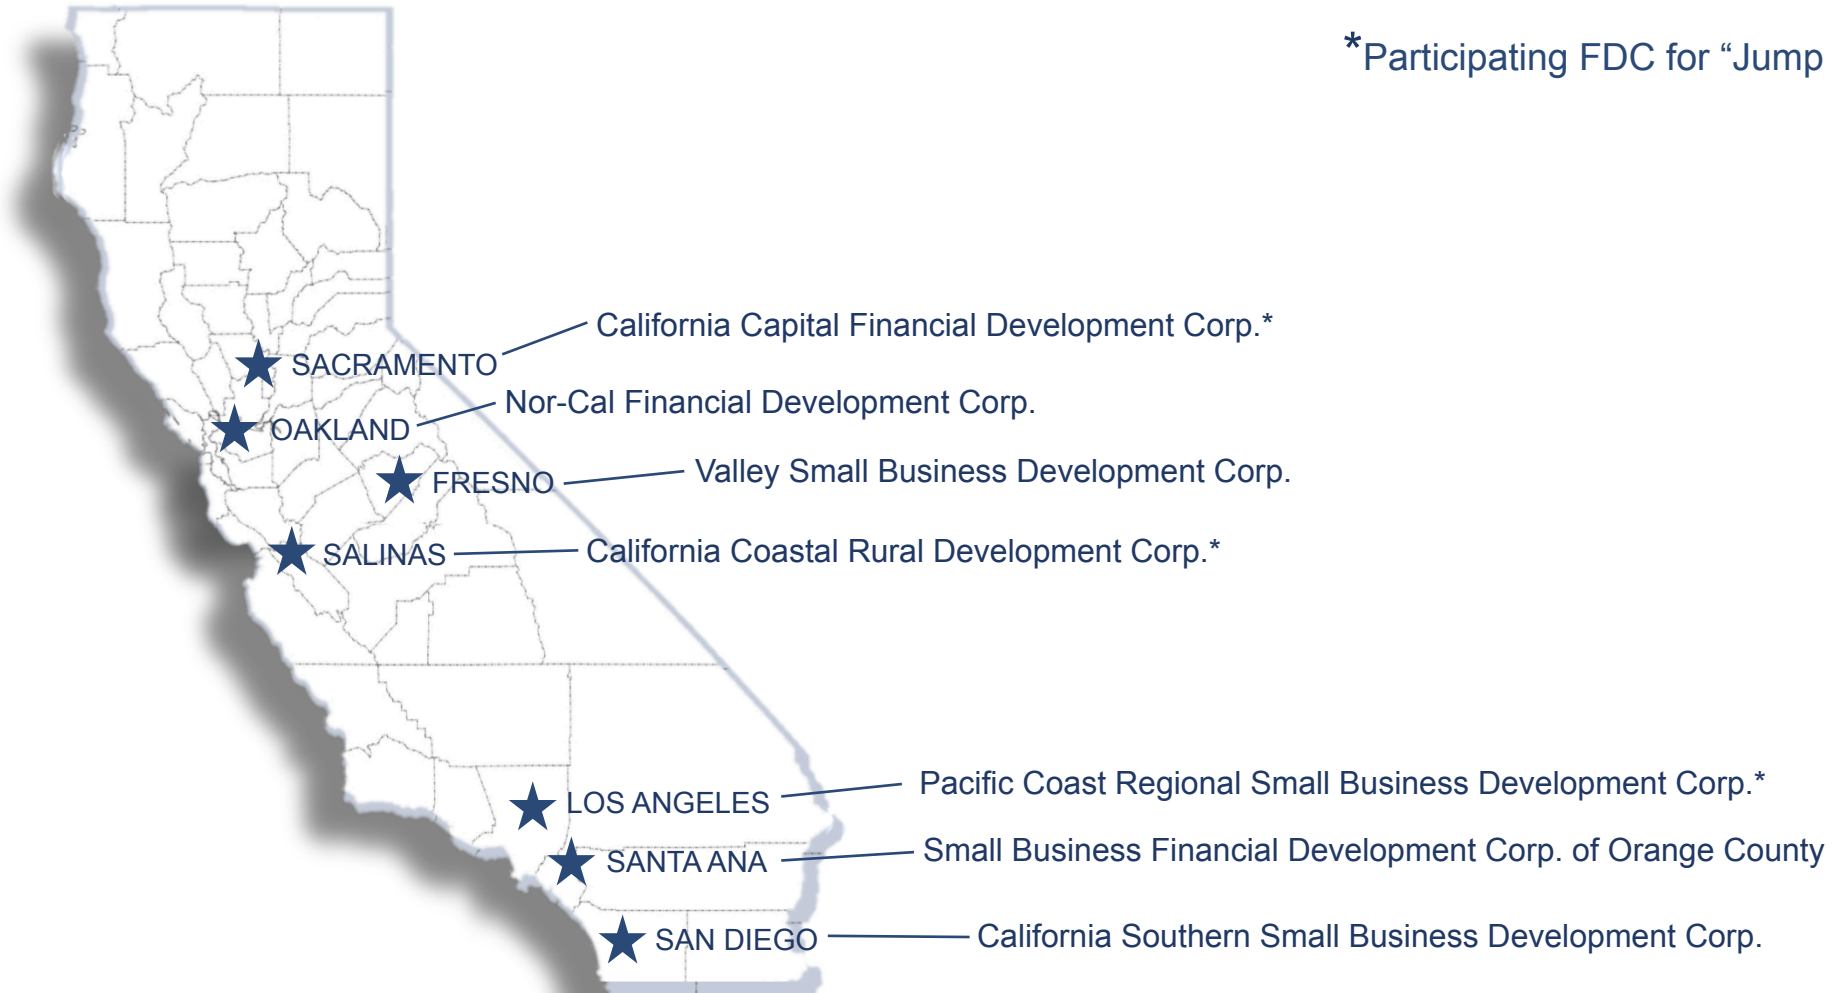 *Participating FDC for “Jump
California Capital Financial Development Corp.*
SACRAMENTO
Nor-Cal Financial Development Corp.
OAKLAND
Valley Small Business Development Corp.
FRESNO
California Coastal Rural Development Corp.*
SALINAS
Pacific Coast Regional Small Business Development Corp.*
LOS ANGELES
Small Business Financial Development Corp. of Orange County
SANTA ANA
California Southern Small Business Development Corp.
SAN DIEGO